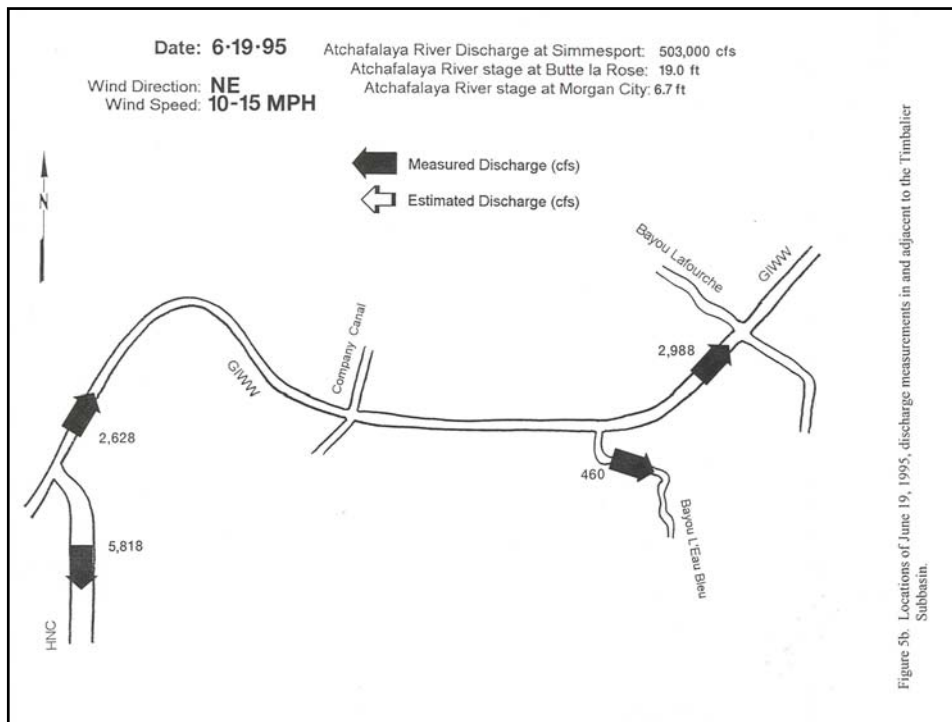 Date: 6·19·95
Wind Direction: NE
Wind Speed: 10-15 MPH
Atchafalaya River Discharge at Simmesport: 503,000 cfs
Atchafalaya River stage at Butte la Rose: 19.0 ft
Atchafalaya River stage at Morgan City: 6.7 ft
Measured Discharge (cfs)
Estimated Discharge (cfs)
N
Bayou Lafourche
GIWW
Company Canal
GIWW
2,988
2,628
460
5,818
Bayou L'Eau Bleu
HNC
Figure 5b. Locations of June 19, 1995, discharge measurements in and adjacent to the Timbalier
Subbasin.